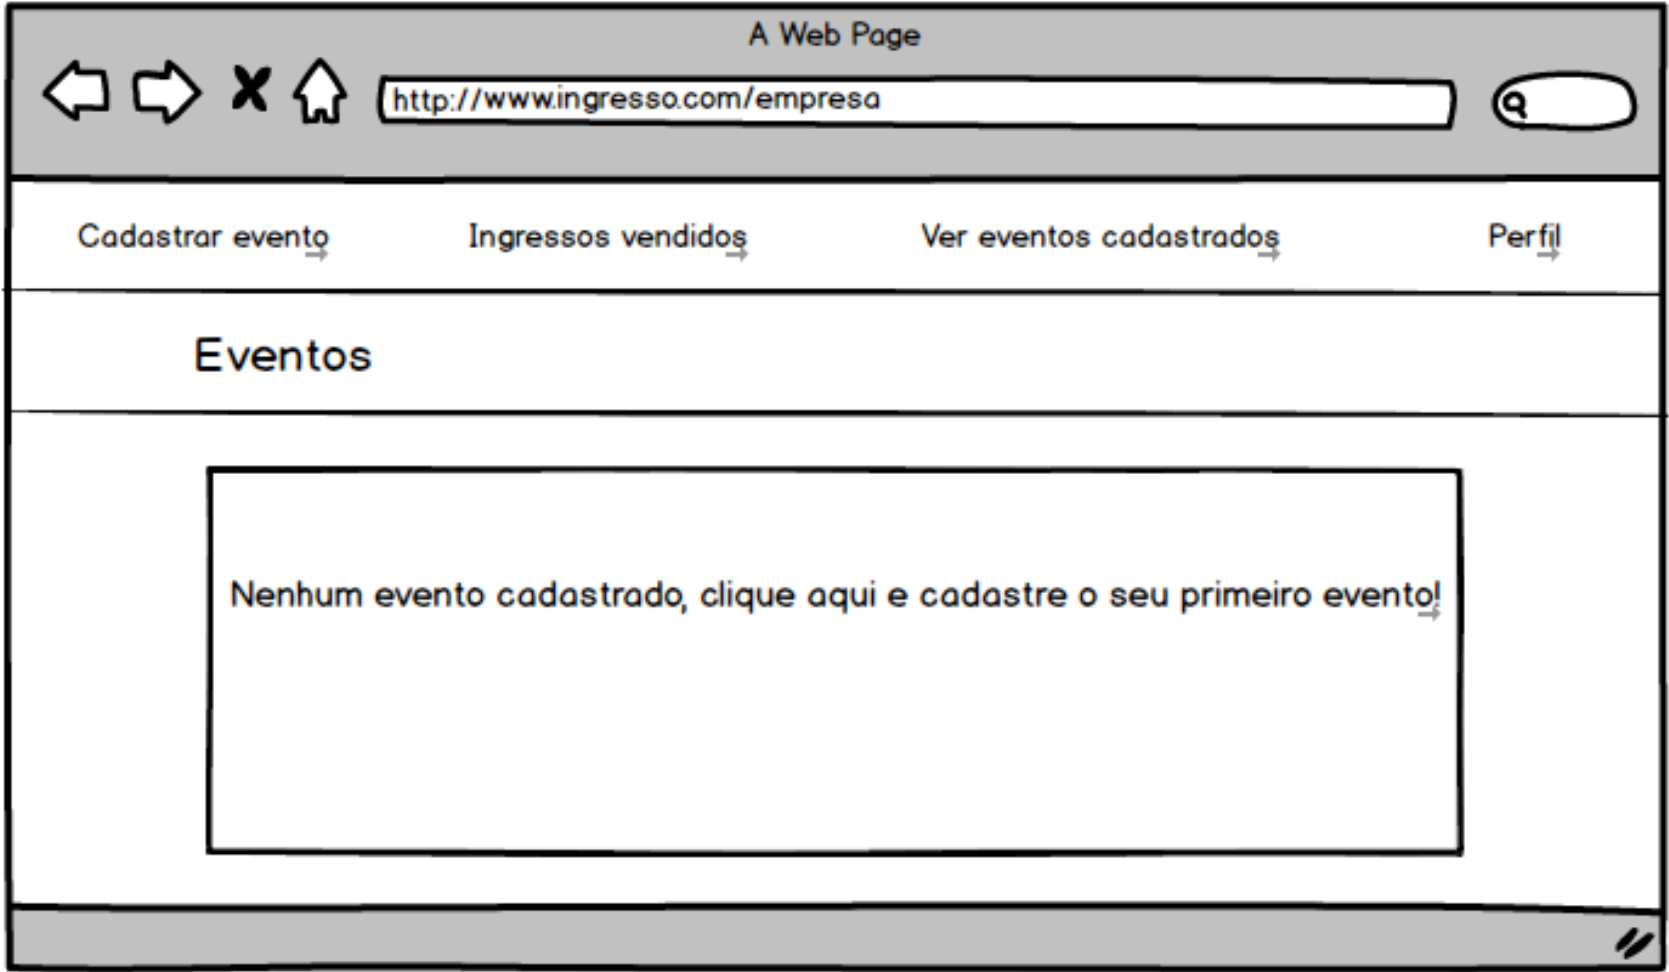 A Web Page
http://www.ingresso.com/empresa
Cadastrar evento Ingressos vendidos Ver eventos cadastrados Perfil
Eventos
Nenhum evento cadastrado, clique aqui e cadastre o seu primeiro evento!